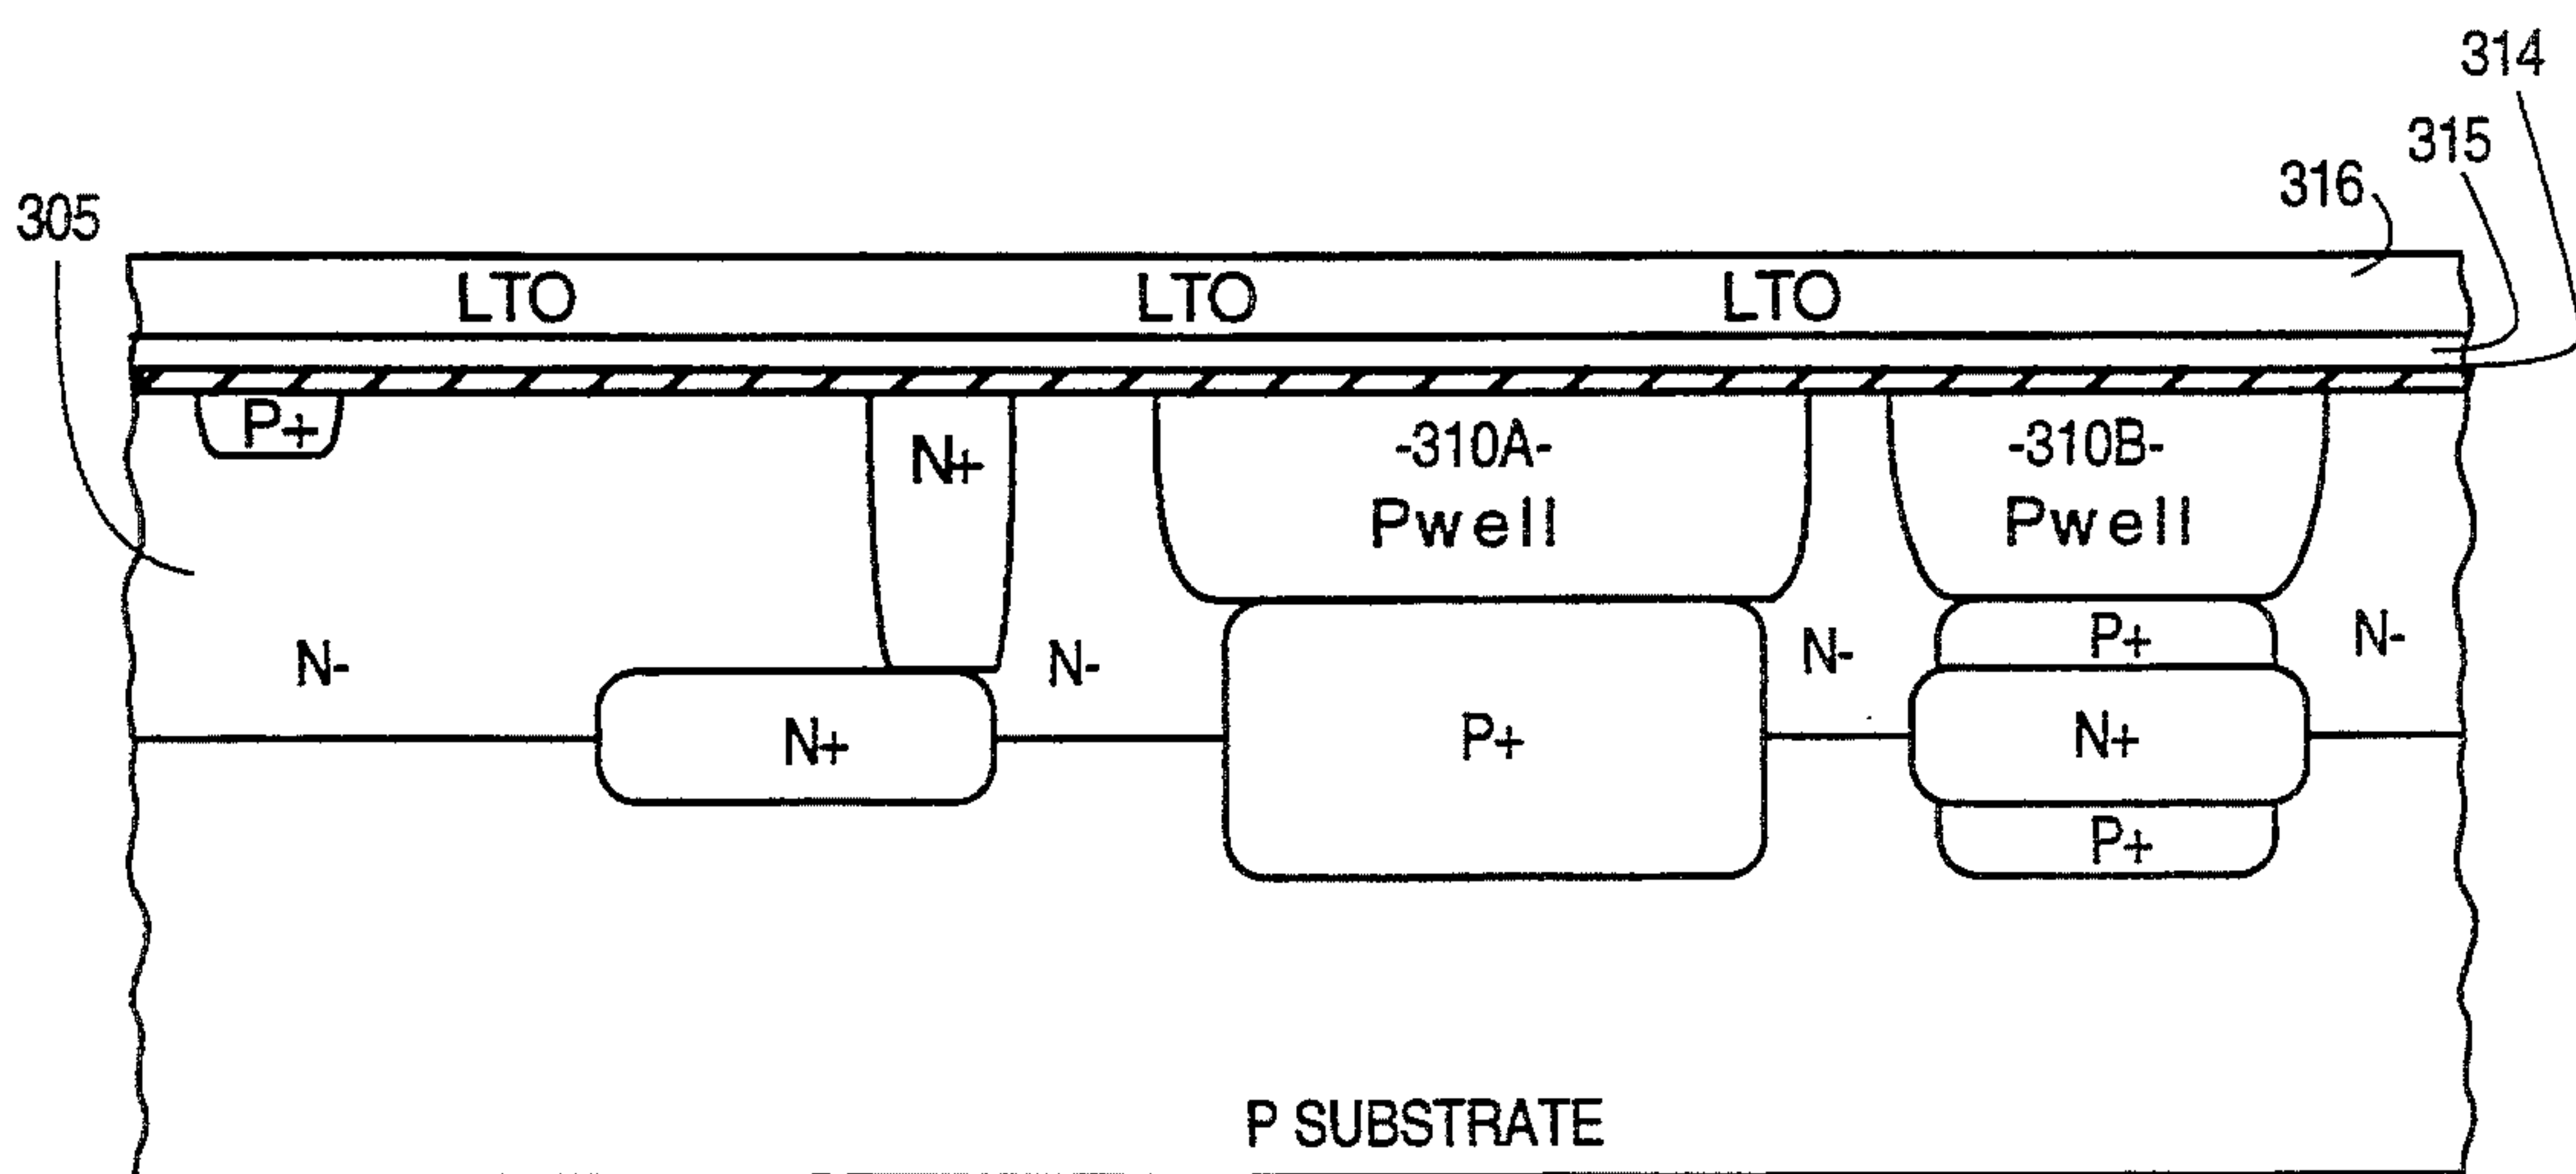 314
315
316
305
LTO LTO LTO
P+ N+ -310A- -310B-
Pwell Pwell
N- N- N- P+ N-
N+ P+ N+
P+
P SUBSTRATE